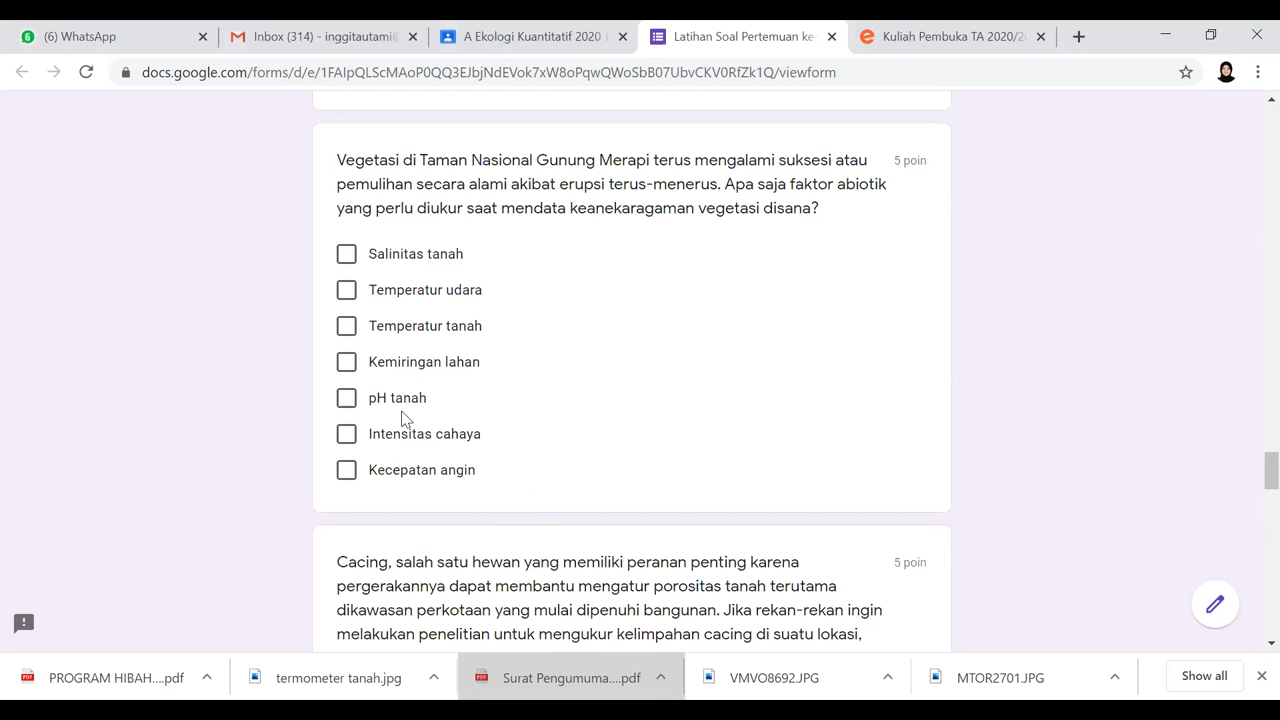 (6) WhatsApp
Inbox (314) - inggitautami@
A Ekologi Kuantitatif 2020 J
Latihan Soal Pertemuan ke-
Kuliah Pembuka TA 2020/20
docs.google.com/forms/d/e/1FAIpQLScMAoP0QQ3EJbjNdEVok7xW8oPqwQWoSbB07UbvCKV0RfZk1Q/viewform
Vegetasi di Taman Nasional Gunung Merapi terus mengalami suksesi atau
5 poin
pemulihan secara alami akibat erupsi terus-menerus. Apa saja faktor abiotik
yang perlu diukur saat mendata keanekaragaman vegetasi disana?
Salinitas tanah
Temperatur udara
Temperatur tanah
Kemiringan lahan
pH tanah
Intensitas cahaya
Kecepatan angin
Cacing, salah satu hewan yang memiliki peranan penting karena
5 poin
pergerakannya dapat membantu mengatur porositas tanah terutama
dikawasan perkotaan yang mulai dipenuhi bangunan. Jika rekan-rekan ingin
melakukan penelitian untuk mengukur kelimpahan cacing di suatu lokasi,
PROGRAM HIBAH....pdf
termometer tanah.jpg
Surat Pengumuma....pdf
VMVO8692.JPG
MTOR2701.JPG
Show all